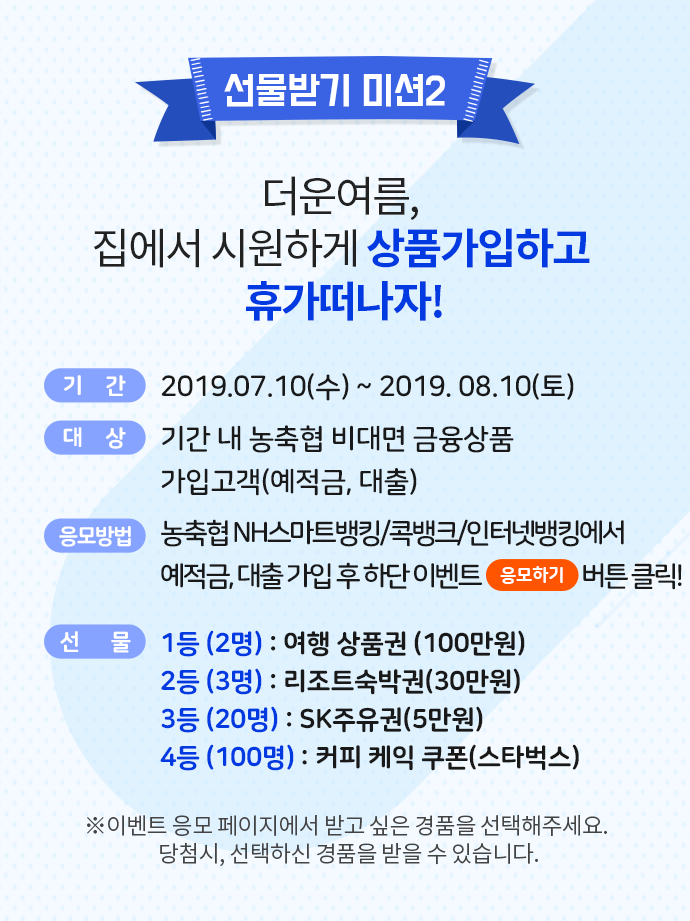 선물받기 미션2
더운여름,
집에서 시원하게 상품가입하고
휴가떠나자!
기 간 2019.07.10(수) ~ 2019. 08.10(토)
대 상 기간 내 농축협 비대면 금융상품
가입고객(예적금, 대출)
응모방법 농축협 NH스마트뱅킹/콕뱅크/인터넷뱅킹에서
예적금, 대출 가입 후 하단 이벤트 응모하기 버튼 클릭!
선 물 1등 (2명) : 여행 상품권 (100만원)
2등 (3명) : 리조트숙박권(30만원)
3등 (20명) : SK주유권(5만원)
4등 (100명) : 커피 케익 쿠폰(스타벅스)
※이벤트 응모 페이지에서 받고 싶은 경품을 선택해주세요.
당첨시, 선택하신 경품을 받을 수 있습니다.